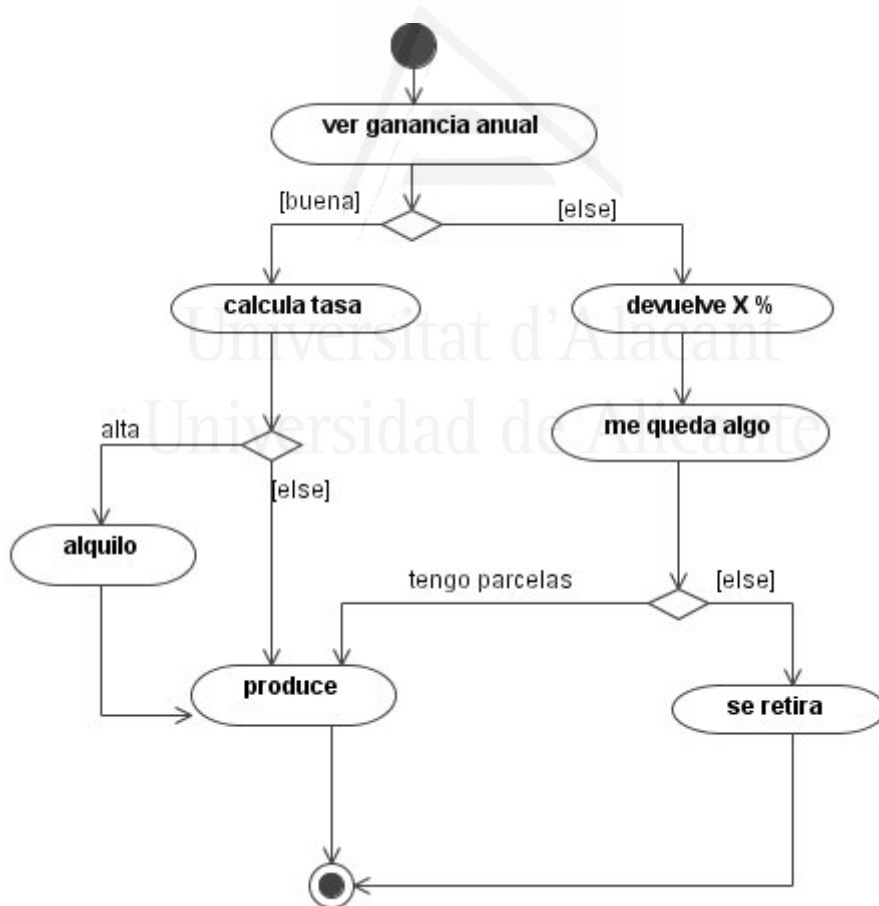 ver ganancia anual
[buena]
[else]
calcula tasa
devuelve X %
Universitat d'Alacant
Universidad de Alicante
me queda algo
alta
[else]
alquilo
tengo parcelas
[else]
produce
se retira